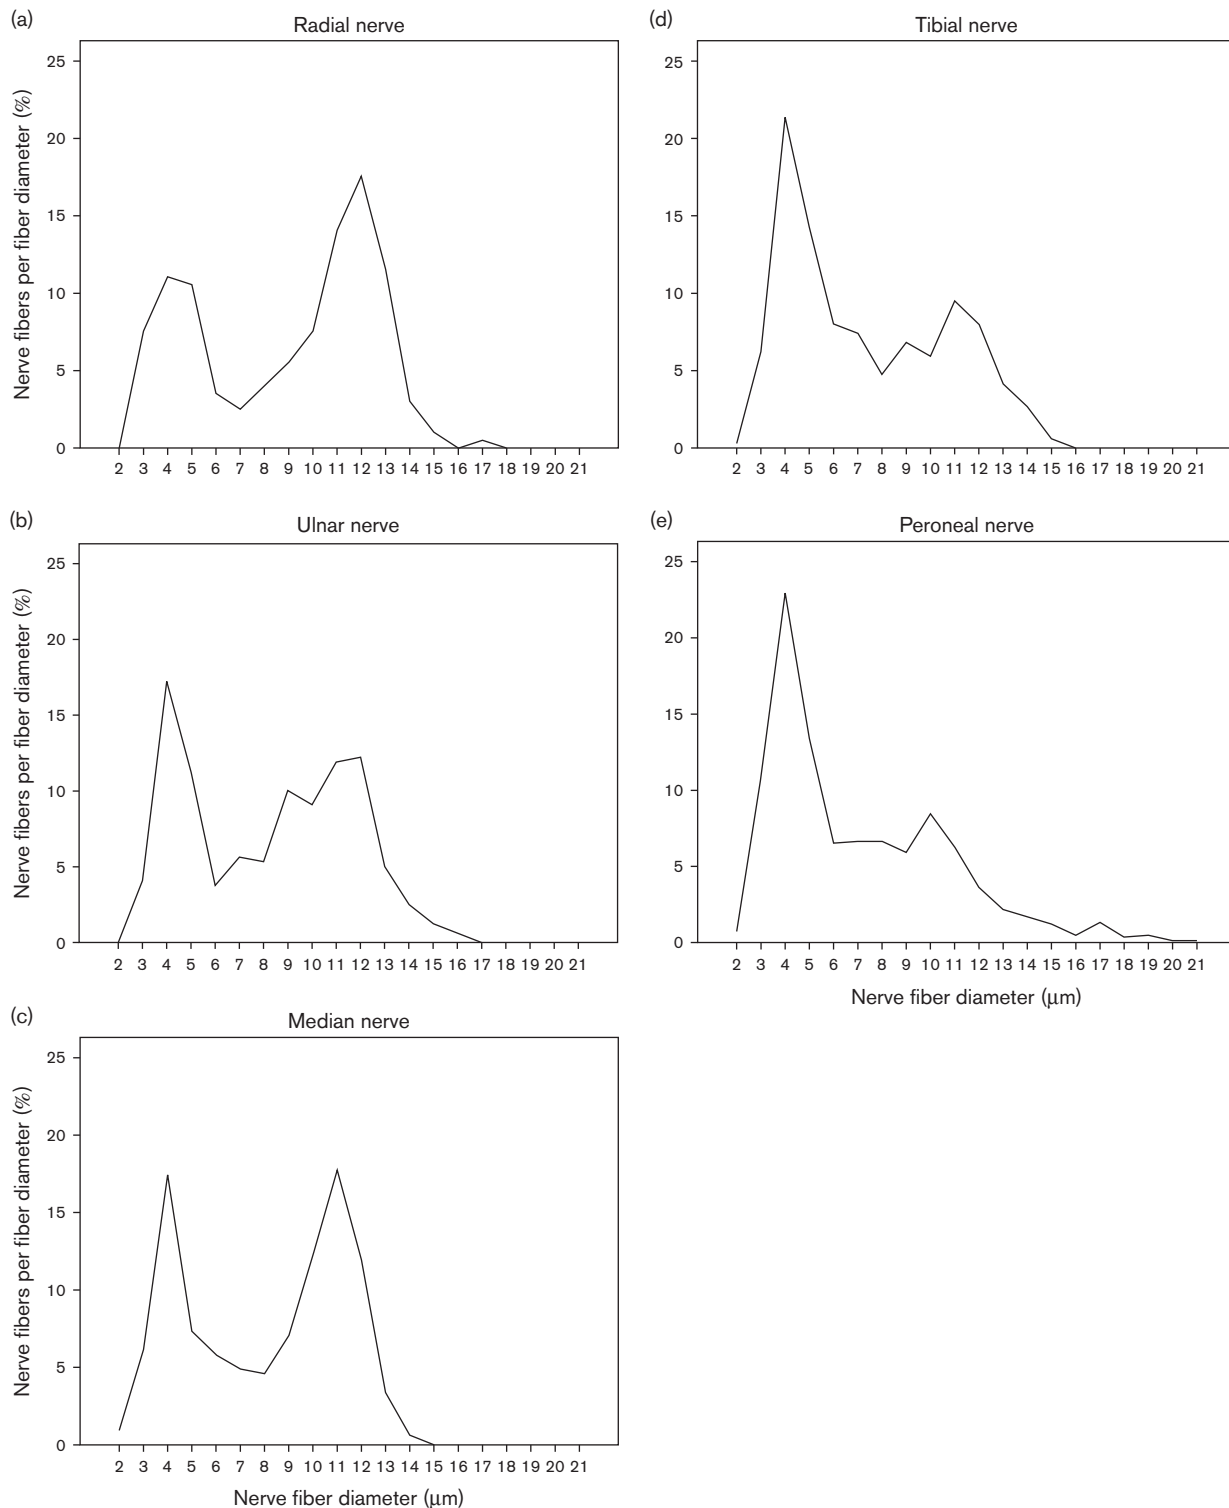 (a)
Radial nerve
Nerve fibers per fiber diameter (%)
25
20
15
10
5
0
2 3 4 5 6 7 8 9 10 11 12 13 14 15 16 17 18 19 20 21
(b)
Ulnar nerve
Nerve fibers per fiber diameter (%)
25
20
15
10
5
0
2 3 4 5 6 7 8 9 10 11 12 13 14 15 16 17 18 19 20 21
(c)
Median nerve
Nerve fibers per fiber diameter (%)
25
20
15
10
5
0
2 3 4 5 6 7 8 9 10 11 12 13 14 15 16 17 18 19 20 21
Nerve fiber diameter (μm)
(d)
Tibial nerve
25
20
15
10
5
0
2 3 4 5 6 7 8 9 10 11 12 13 14 15 16 17 18 19 20 21
(e)
Peroneal nerve
25
20
15
10
5
0
2 3 4 5 6 7 8 9 10 11 12 13 14 15 16 17 18 19 20 21
Nerve fiber diameter (μm)